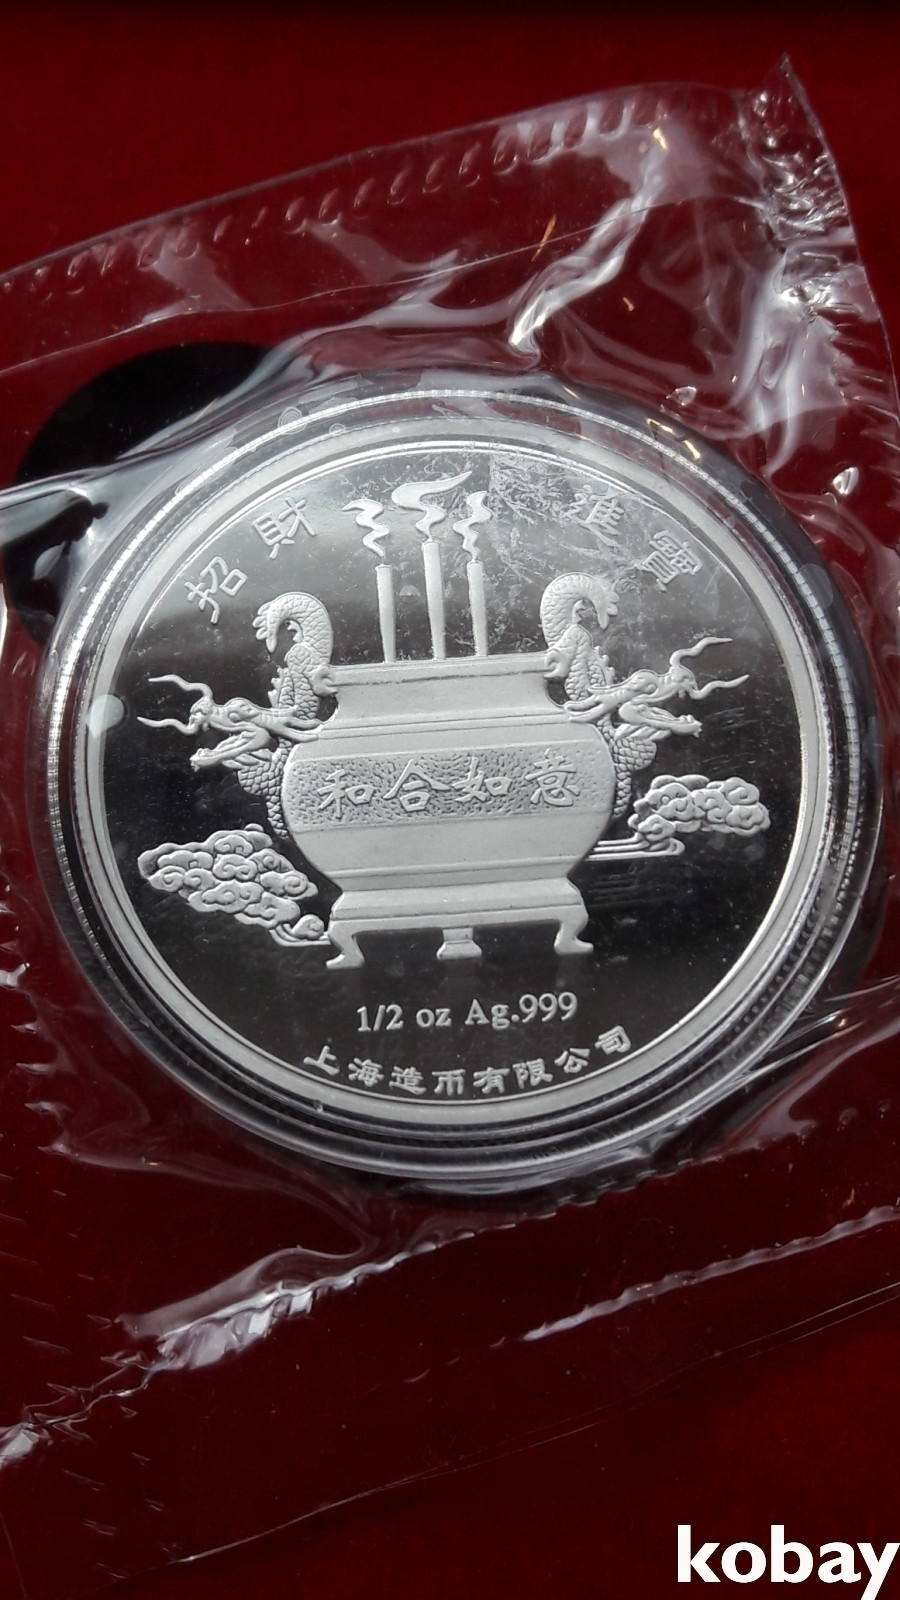 招財進寶
和合如意
1/2 oz Ag.999
上海造币有限公司
kobay